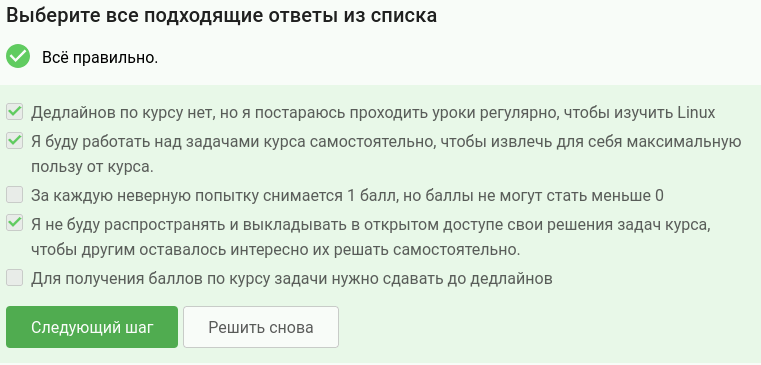 Выберите все подходящие ответы из списка
Всё правильно.
Дедлайнов по курсу нет, но я постараюсь проходить уроки регулярно, чтобы изучить Linux
Я буду работать над задачами курса самостоятельно, чтобы извлечь для себя максимальную
пользу от курса.
За каждую неверную попытку снимается 1 балл, но баллы не могут стать меньше 0
Я не буду распространять и выкладывать в открытом доступе свои решения задач курса,
чтобы другим оставалось интересно их решать самостоятельно.
Для получения баллов по курсу задачи нужно сдавать до дедлайнов
Следующий шаг
Решить снова